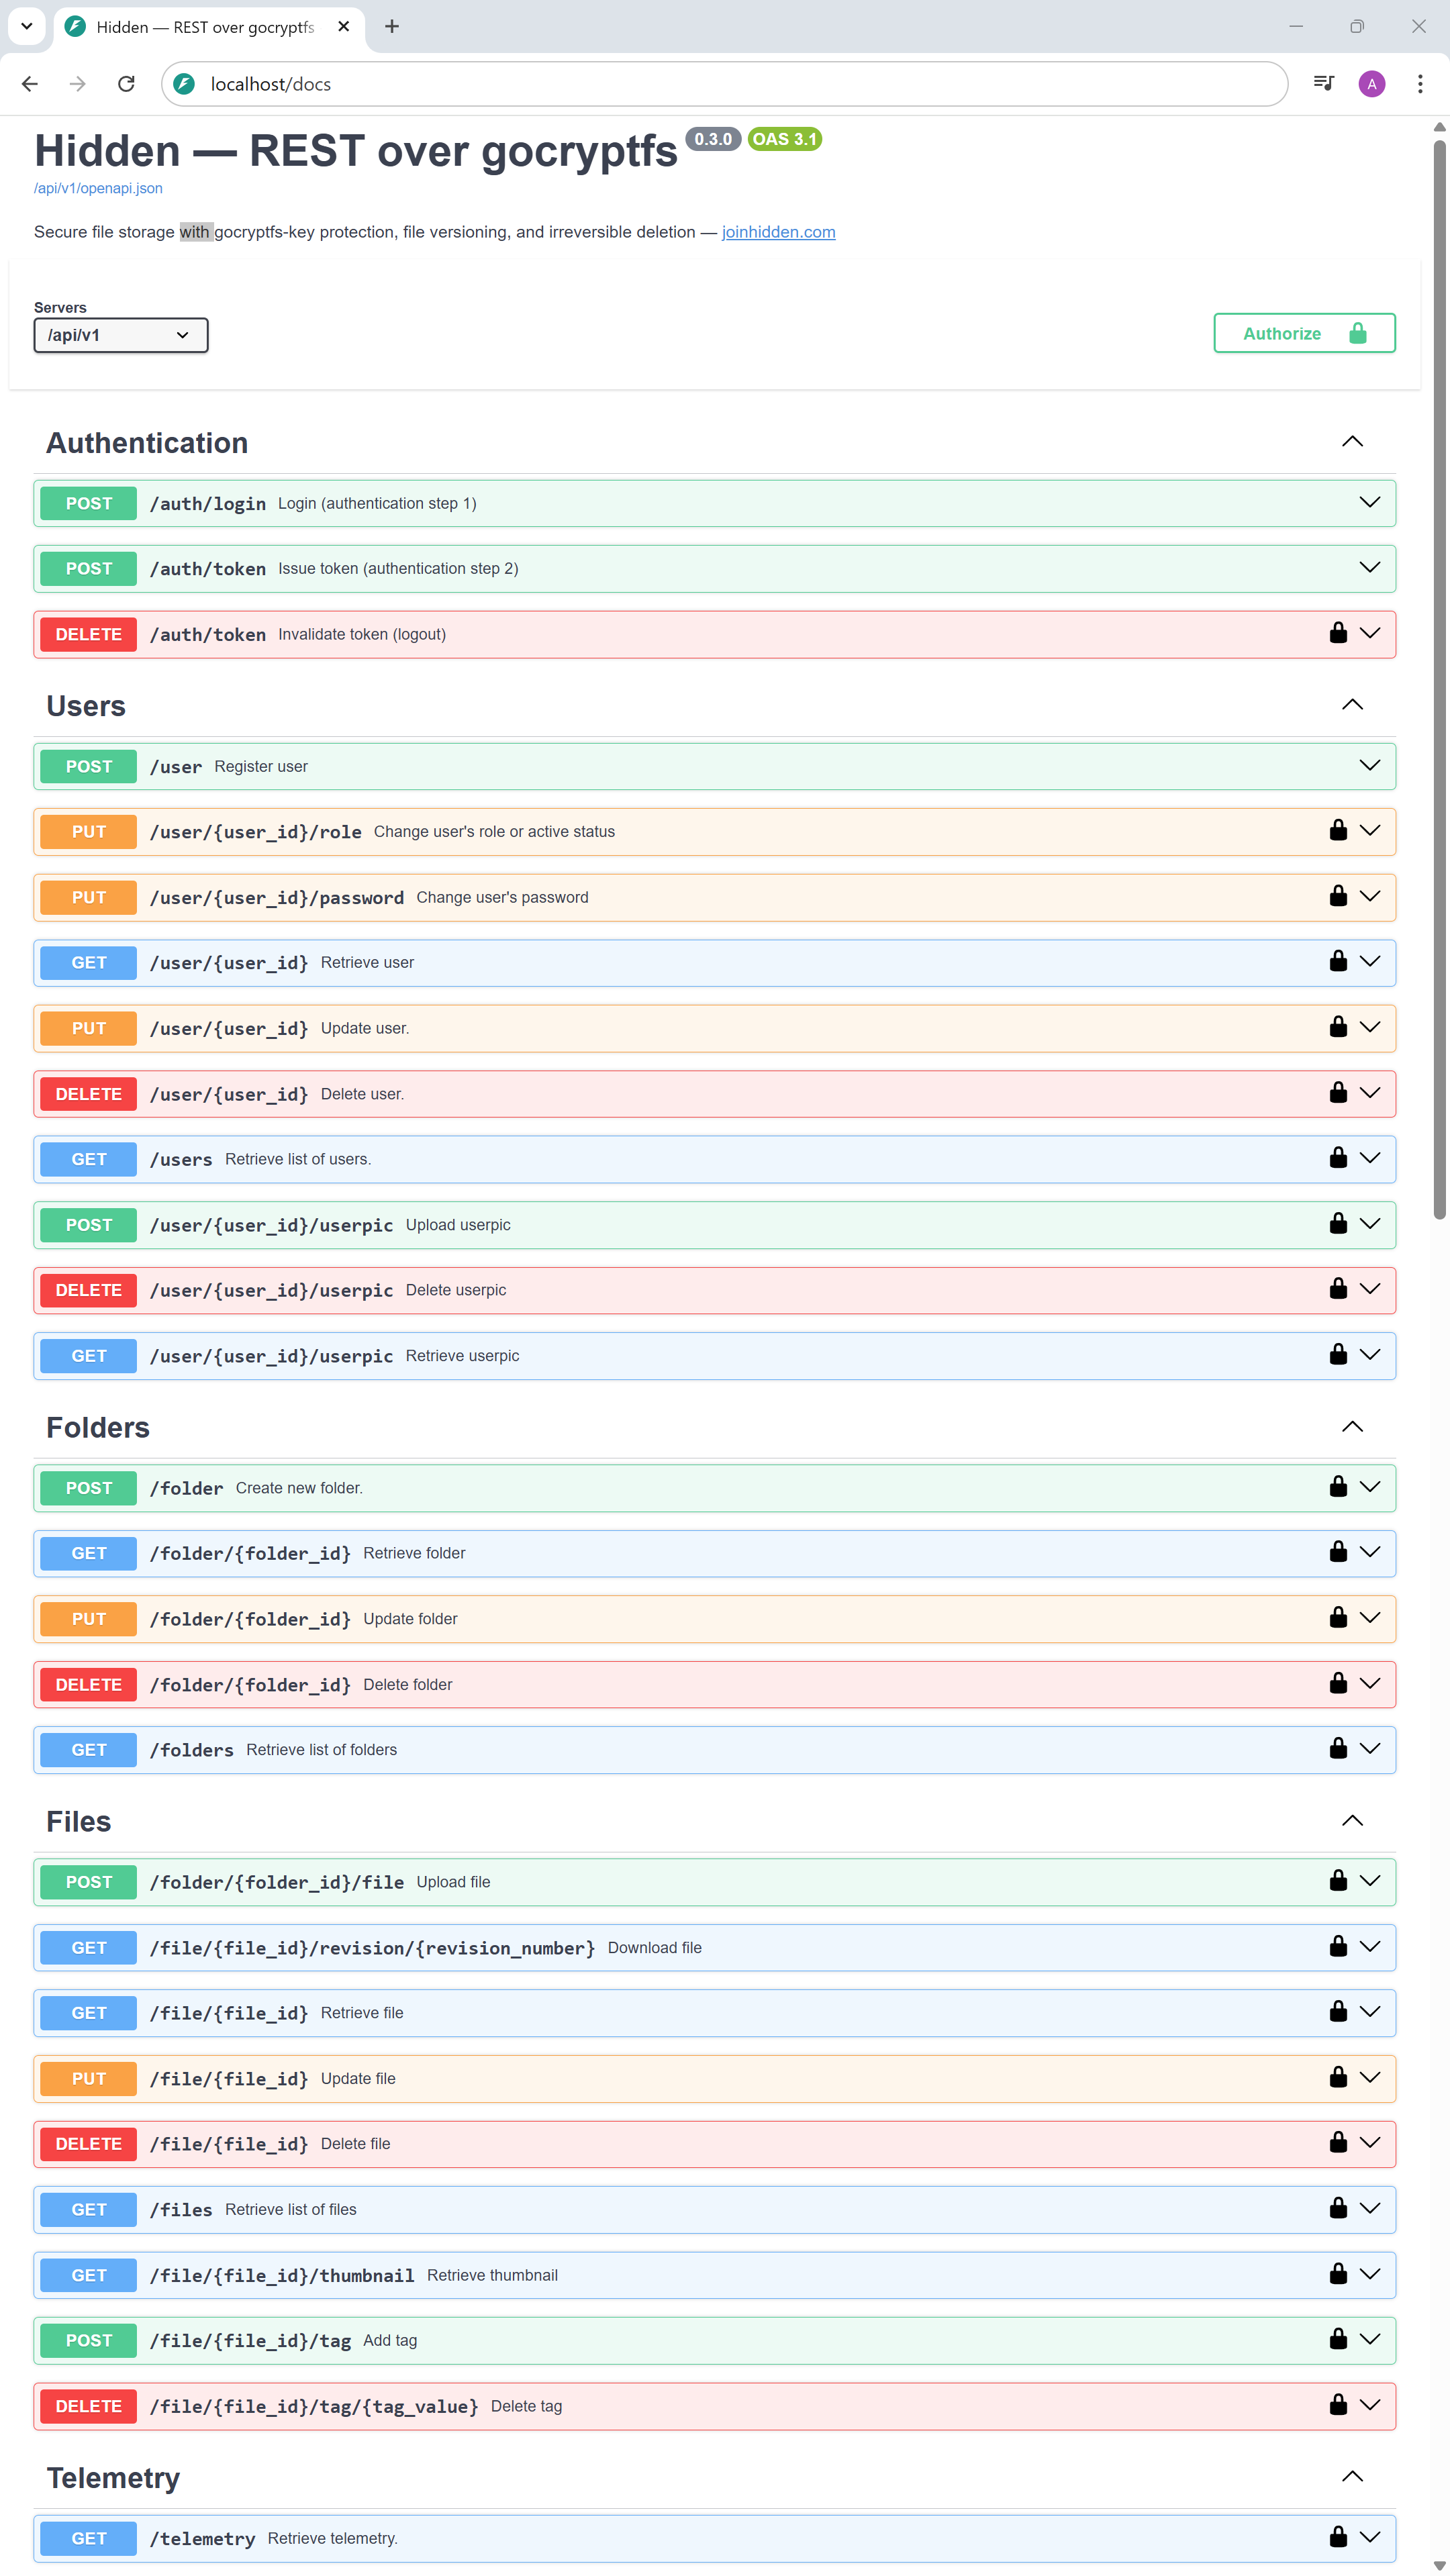 Hidden — REST over gocryptfs
localhost/docs
A
Hidden — REST over gocryptfs 0.3.0 OAS 3.1
/api/v1/openapi.json
Secure file storage with gocryptfs-key protection, file versioning, and irreversible deletion — joinhidden.com
Servers
/api/v1
Authorize
Authentication
POST /auth/login Login (authentication step 1)
POST /auth/token Issue token (authentication step 2)
DELETE /auth/token Invalidate token (logout)
Users
POST /user Register user
PUT /user/{user_id}/role Change user's role or active status
PUT /user/{user_id}/password Change user's password
GET /user/{user_id} Retrieve user
PUT /user/{user_id} Update user.
DELETE /user/{user_id} Delete user.
GET /users Retrieve list of users.
POST /user/{user_id}/userpic Upload userpic
DELETE /user/{user_id}/userpic Delete userpic
GET /user/{user_id}/userpic Retrieve userpic
Folders
POST /folder Create new folder.
GET /folder/{folder_id} Retrieve folder
PUT /folder/{folder_id} Update folder
DELETE /folder/{folder_id} Delete folder
GET /folders Retrieve list of folders
Files
POST /folder/{folder_id}/file Upload file
GET /file/{file_id}/revision/{revision_number} Download file
GET /file/{file_id} Retrieve file
PUT /file/{file_id} Update file
DELETE /file/{file_id} Delete file
GET /files Retrieve list of files
GET /file/{file_id}/thumbnail Retrieve thumbnail
POST /file/{file_id}/tag Add tag
DELETE /file/{file_id}/tag/{tag_value} Delete tag
Telemetry
GET /telemetry Retrieve telemetry.